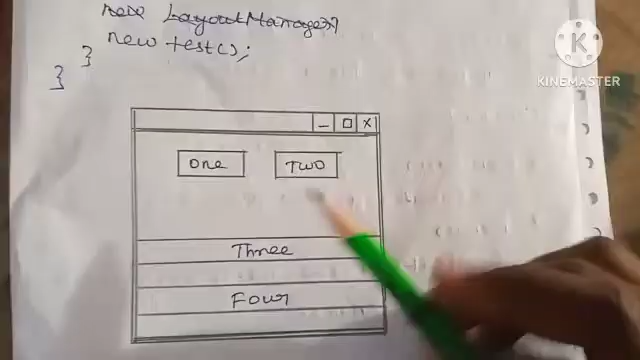 new test();
}
}
- □ X
one
Two
Three
Four
K
KINEMASTER